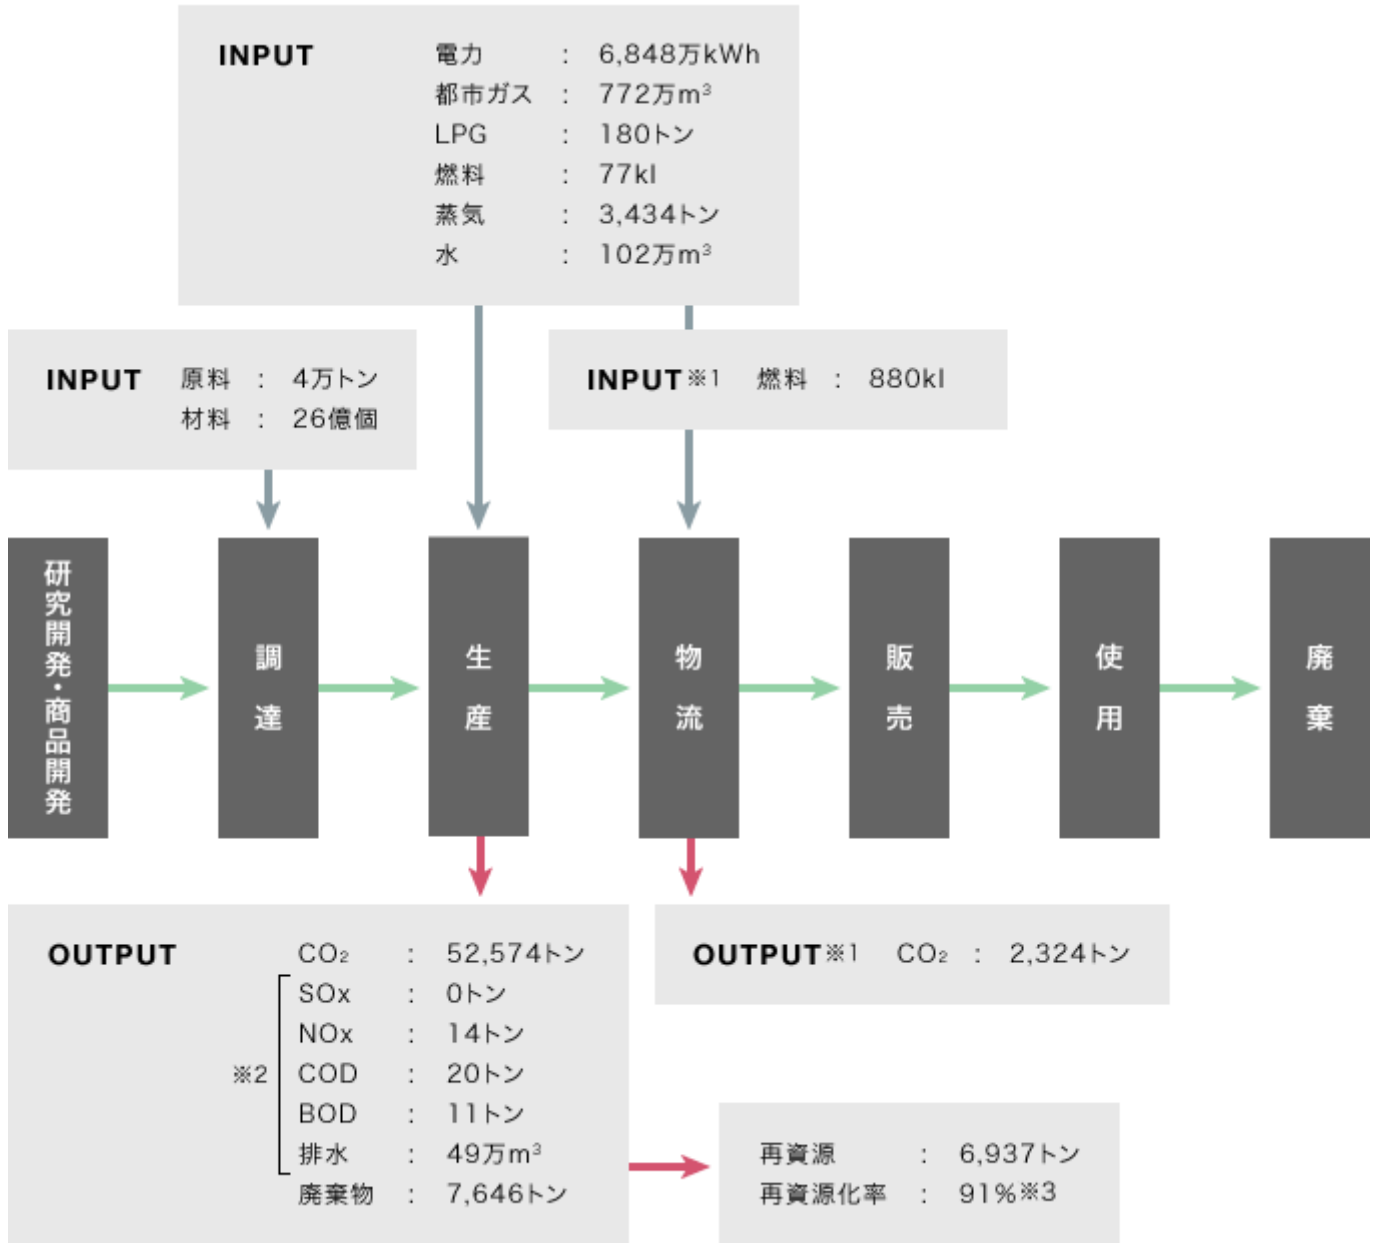 INPUT 電力 : 6,848万kWh
都市ガス : 772万m³
LPG : 180トン
燃料 : 77kl
蒸気 : 3,434トン
水 : 102万m³
INPUT 原料 : 4万トン
材料 : 26億個
INPUT※1 燃料 : 880kl
研究開発・商品開発
調達
生産
物流
販売
使用
廃棄
OUTPUT CO₂ : 52,574トン
SOx : 0トン
NOx : 14トン
※2 COD : 20トン
BOD : 11トン
排水 : 49万m³
廃棄物 : 7,646トン
OUTPUT※1 CO₂ : 2,324トン
再資源 : 6,937トン
再資源化率 : 91%※3